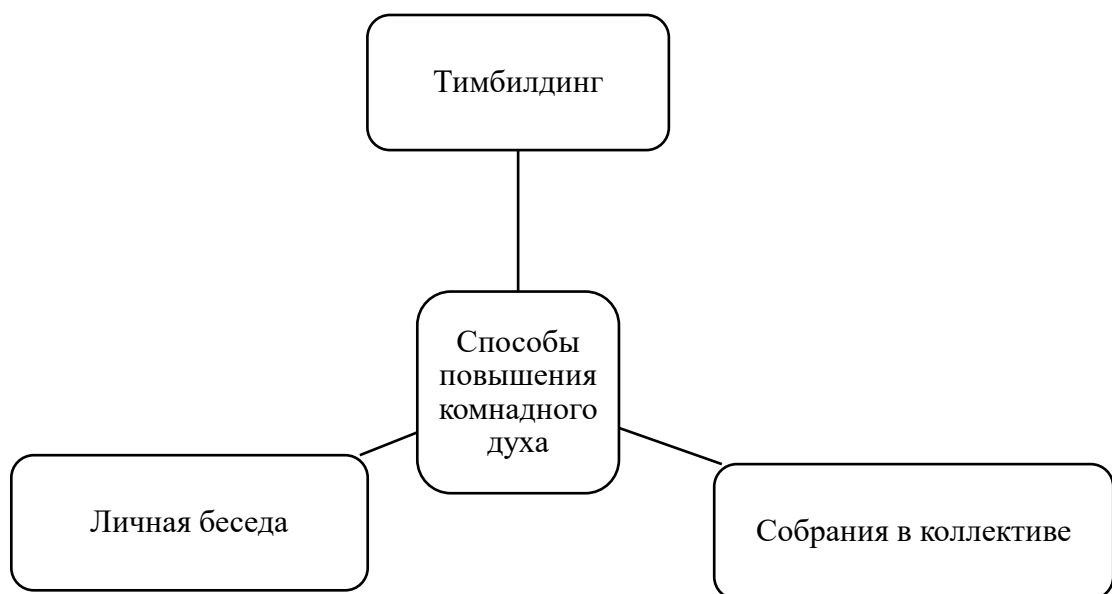 Тимбилдинг
Способы
повышения
комнадного
духа
Личная беседа
Собрания в коллективе